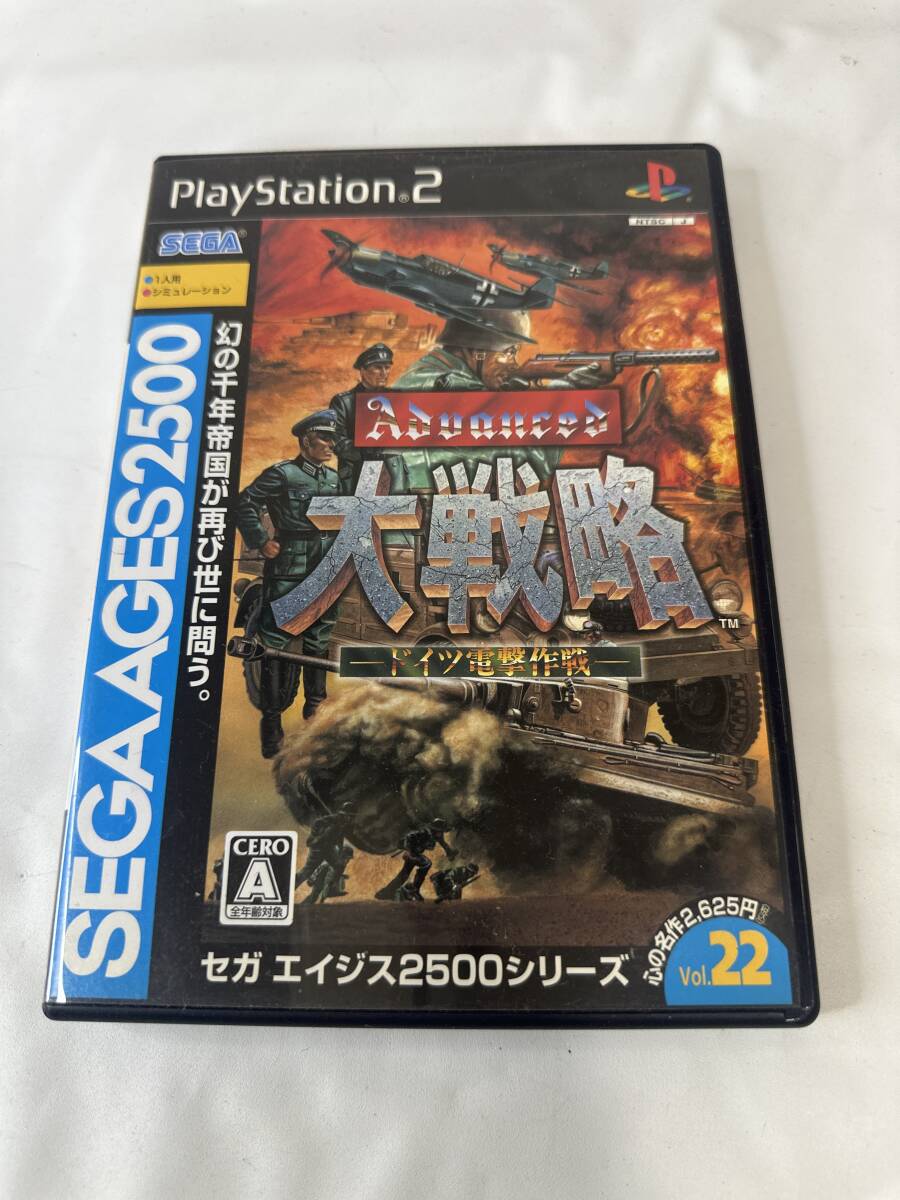 PlayStation®2
NTSC J
SEGA®
●1人用
●シミュレーション
SEGA AGES 2500
幻の千年帝国が再び世に問う。
Advanced
大戦略™
―ドイツ電撃作戦―
CERO
A
全年齢対象
セガ エイジス2500シリーズ
心の名作2,625円
Vol.22